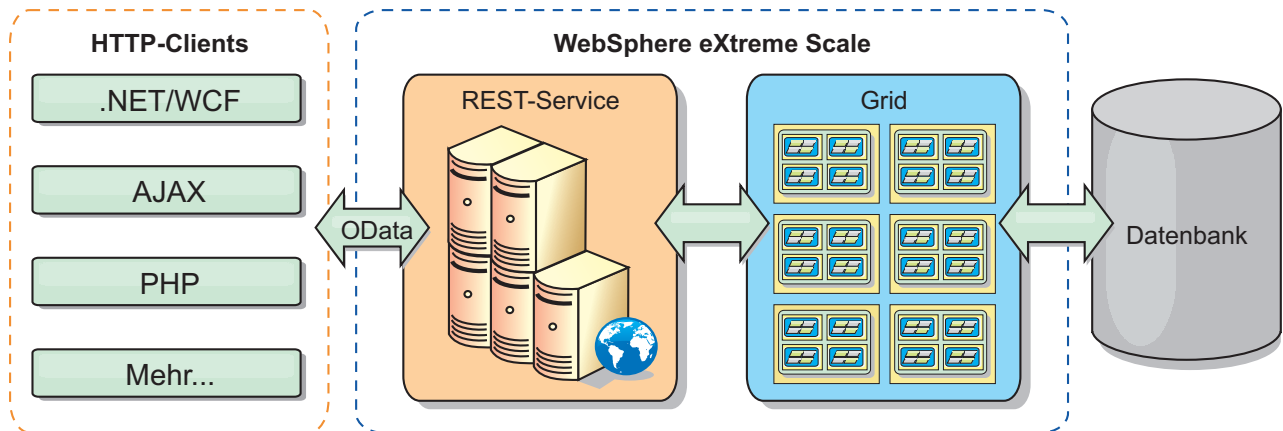 HTTP-Clients
.NET/WCF
AJAX
PHP
Mehr...
OData
WebSphere eXtreme Scale
REST-Service
Grid
Datenbank